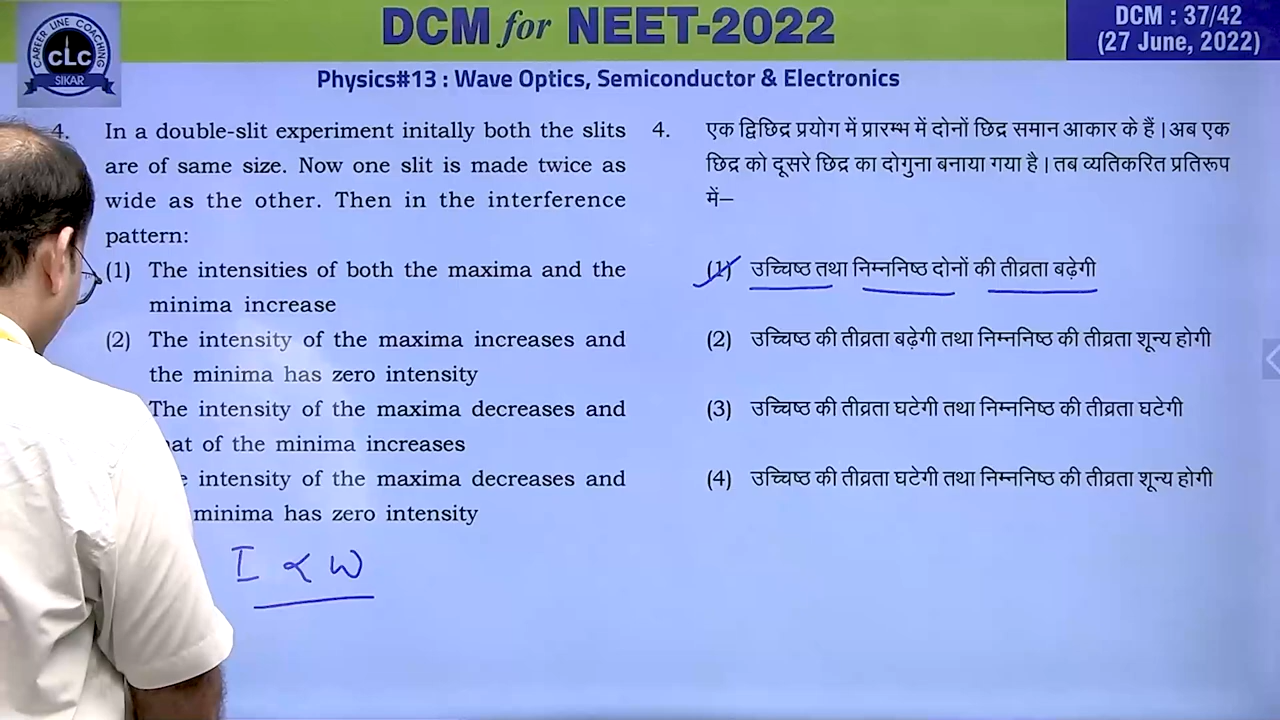 DCM for NEET-2022
DCM : 37/42
(27 June, 2022)
CAREER LINE COACHING
CLC
SIKAR
Physics#13 : Wave Optics, Semiconductor & Electronics
4. In a double-slit experiment initally both the slits
are of same size. Now one slit is made twice as
wide as the other. Then in the interference
pattern:
(1) The intensities of both the maxima and the
minima increase
(2) The intensity of the maxima increases and
the minima has zero intensity
The intensity of the maxima decreases and
of the minima increases
intensity of the maxima decreases and
minima has zero intensity
I ∝ W
4. एक द्विछिद्र प्रयोग में प्रारम्भ में दोनों छिद्र समान आकार के हैं। अब एक
छिद्र को दूसरे छिद्र का दोगुना बनाया गया है। तब व्यतिकरित प्रतिरूप
में–
(1) उच्चिष्ठ तथा निम्ननिष्ठ दोनों की तीव्रता बढ़ेगी
(2) उच्चिष्ठ की तीव्रता बढ़ेगी तथा निम्ननिष्ठ की तीव्रता शून्य होगी
(3) उच्चिष्ठ की तीव्रता घटेगी तथा निम्ननिष्ठ की तीव्रता घटेगी
(4) उच्चिष्ठ की तीव्रता घटेगी तथा निम्ननिष्ठ की तीव्रता शून्य होगी